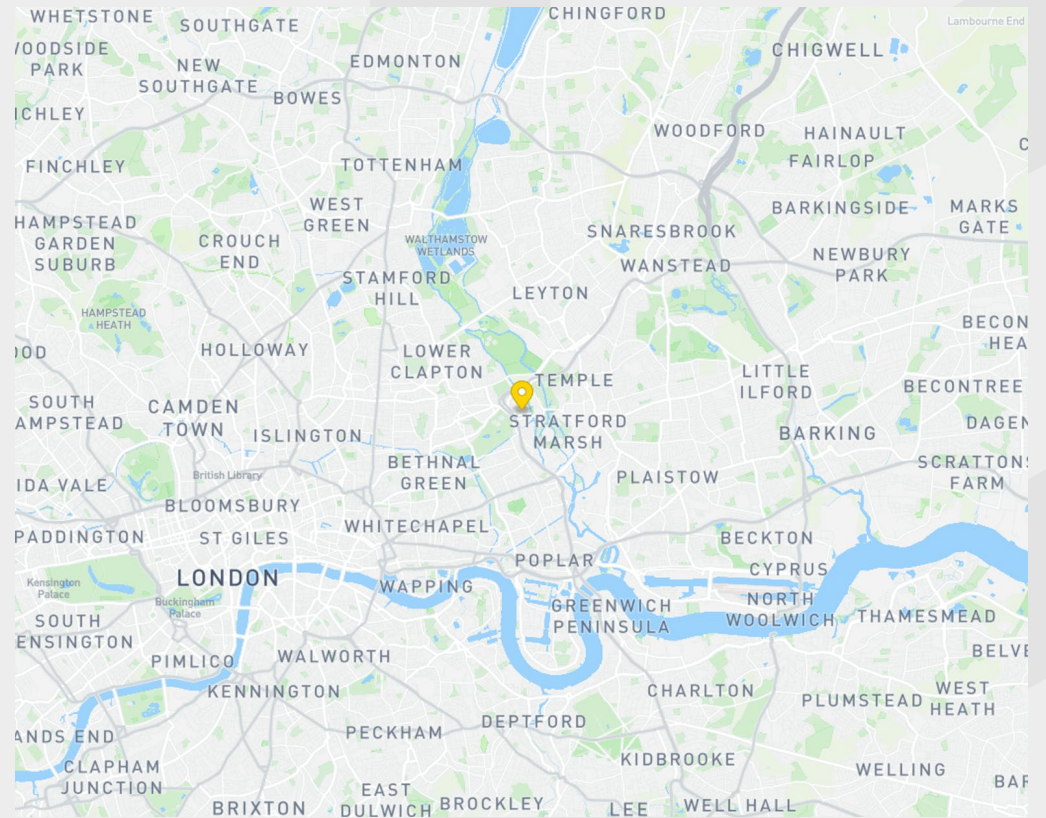 WHETSTONE
SOUTHGATE
CHINGFORD
Lambourne End
WOODSIDE
PARK
NEW
SOUTHGATE
EDMONTON
CHIGWELL
BOWES
ICHLEY
WOODFORD
HAINAULT
FAIRLOP
FINCHLEY
TOTTENHAM
WEST
GREEN
BARKINGSIDE
MARKS
GATE
HAMPSTEAD
GARDEN
SUBURB
CROUCH
END
WALTHAMSTOW
WETLANDS
SNARESBROOK
WANSTEAD
NEWBURY
PARK
STAMFORD
HILL
LEYTON
HAMPSTEAD
HEATH
BECON
HEA
OOD
HOLLOWAY
LOWER
CLAPTON
TEMPLE
LITTLE
ILFORD
BECONTREE
SOUTH
AMPSTEAD
CAMDEN
TOWN
ISLINGTON
STRATFORD
MARSH
BARKING
DAGEN
BETHNAL
GREEN
PLAISTOW
SCRATTONS
FARM
IDA VALE
British Library
BLOOMSBURY
PADDINGTON
ST GILES
WHITECHAPEL
BECKTON
POPLAR
CYPRUS
LONDON
Kensington
Palace
Buckingham
Palace
WAPPING
GREENWICH
PENINSULA
NORTH
WOOLWICH
THAMESMEAD
SOUTH
ENSINGTON
PIMLICO
WALWORTH
BELVE
KENNINGTON
CHARLTON
PLUMSTEAD
WEST
HEATH
DEPTFORD
PECKHAM
ANDS END
KIDBROOKE
CLAPHAM
JUNCTION
WELLING
BAR
BRIXTON
EAST
DULWICH
BROCKLEY
LEE
WELL HALL